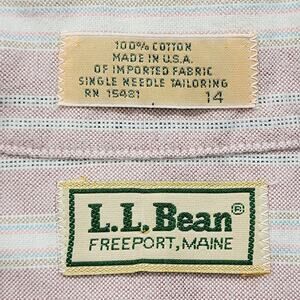 100% COTTON
MADE IN U.S.A.
OF IMPORTED FABRIC
SINGLE NEEDLE TAILORING
RN 15481 14
L.L.Bean®
FREEPORT, MAINE